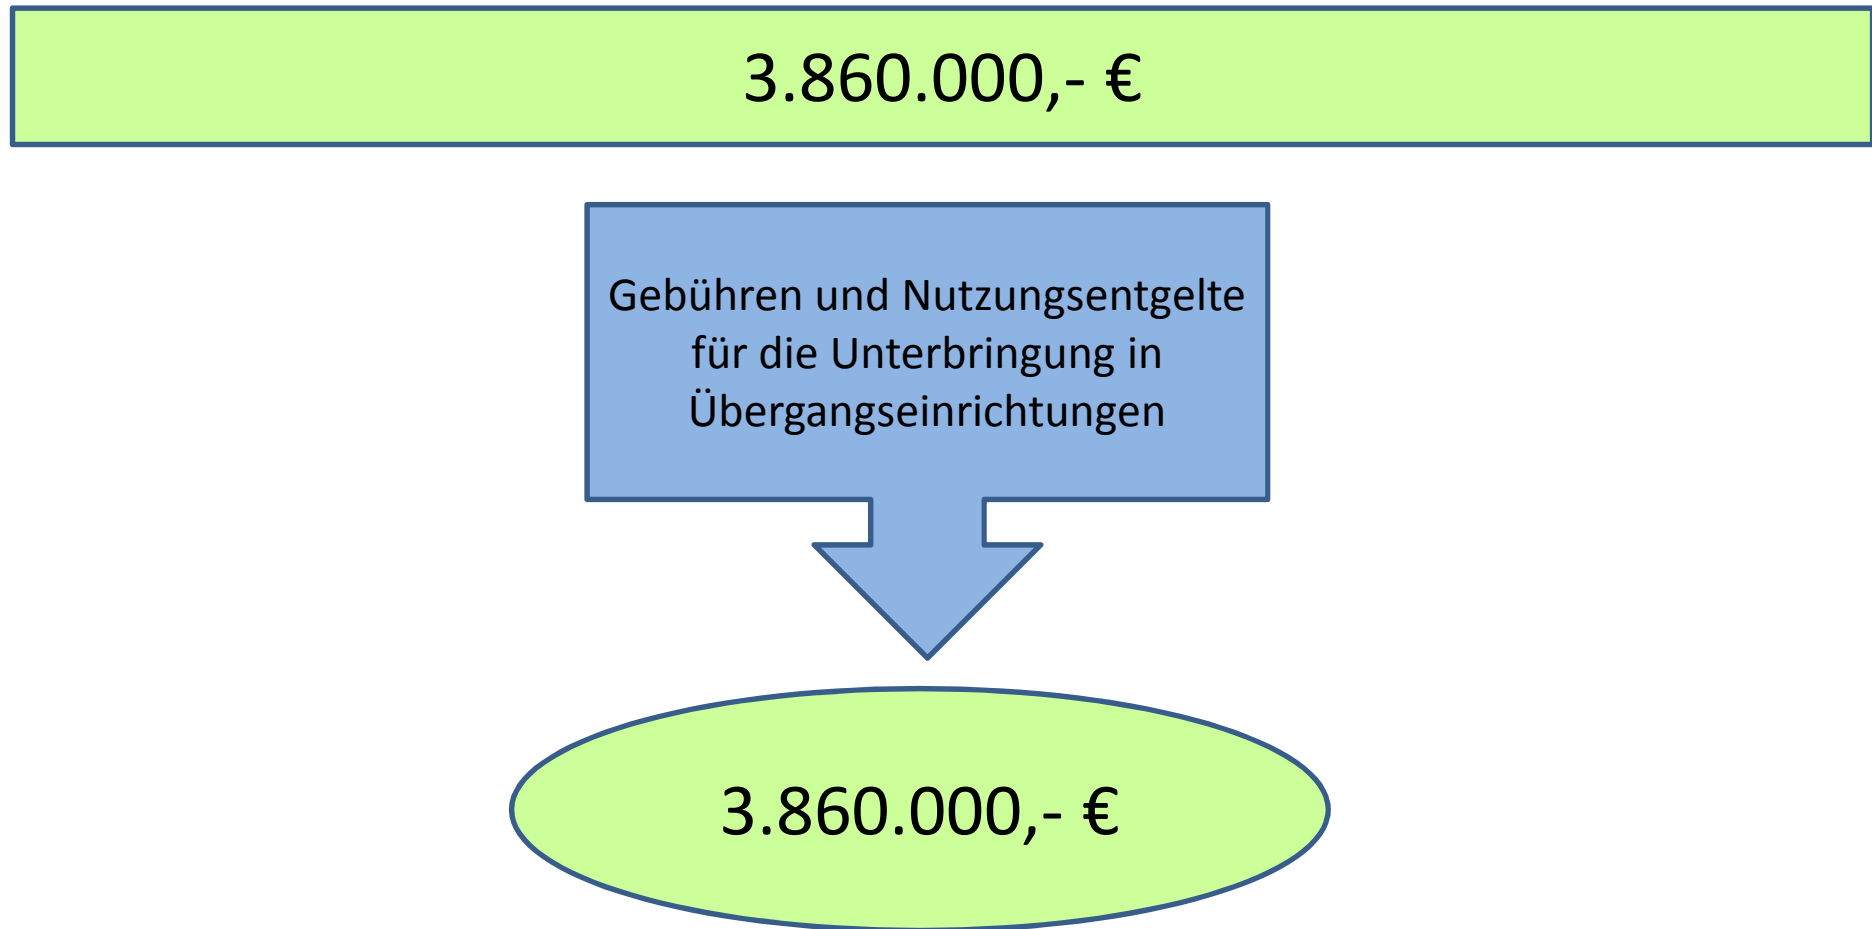 3.860.000,- €
Gebühren und Nutzungsentgelte
für die Unterbringung in
Übergangseinrichtungen
3.860.000,- €